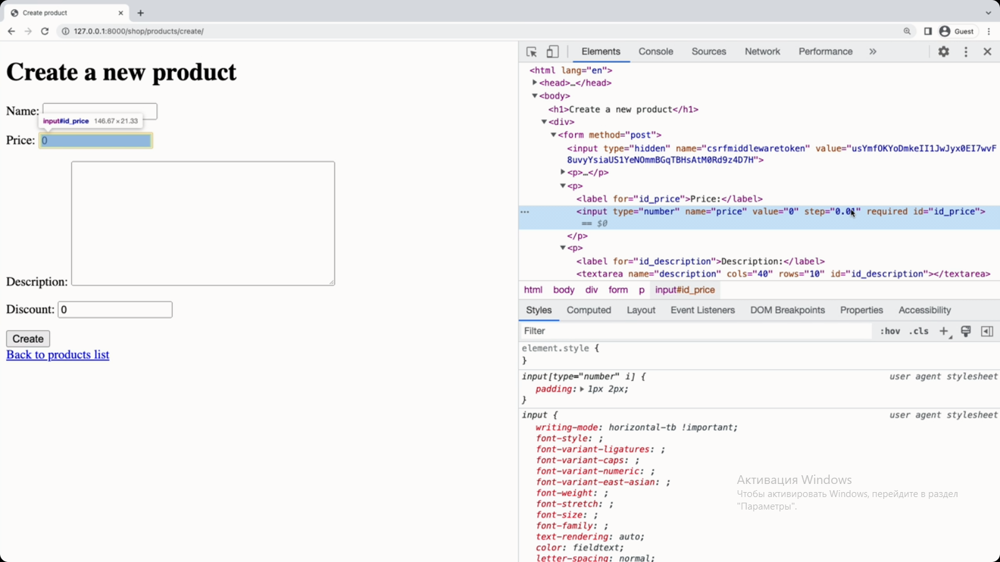 Create product
127.0.0.1:8000/shop/products/create/
Guest
Create a new product
Name:
input#id_price 146.67 × 21.33
Price: 0
Description:
Discount: 0
Create
Back to products list
Elements Console Sources Network Performance »
<html lang="en">
<head>…</head>
<body>
<h1>Create a new product</h1>
<div>
<form method="post">
<input type="hidden" name="csrfmiddlewaretoken" value="usYmfOKYoDmkeII1JwJyx0EI7wvF
8uvyYsiaUS1YeNOmmBGqTBHsAtM0Rd9z4D7H">
<p>…</p>
<p>
<label for="id_price">Price:</label>
<input type="number" name="price" value="0" step="0.01" required id="id_price">
== $0
</p>
<p>
<label for="id_description">Description:</label>
<textarea name="description" cols="40" rows="10" id="id_description"></textarea>
html body div form p input#id_price
Styles Computed Layout Event Listeners DOM Breakpoints Properties Accessibility
Filter :hov .cls
element.style {
}
input[type="number" i] { user agent stylesheet
padding: 1px 2px;
}
input { user agent stylesheet
writing-mode: horizontal-tb !important;
font-style: ;
font-variant-ligatures: ;
font-variant-caps: ;
font-variant-numeric: ;
font-variant-east-asian: ;
font-weight: ;
font-stretch: ;
font-size: ;
font-family: ;
text-rendering: auto;
color: fieldtext;
letter-spacing: normal;
Активация Windows
Чтобы активировать Windows, перейдите в раздел
"Параметры".